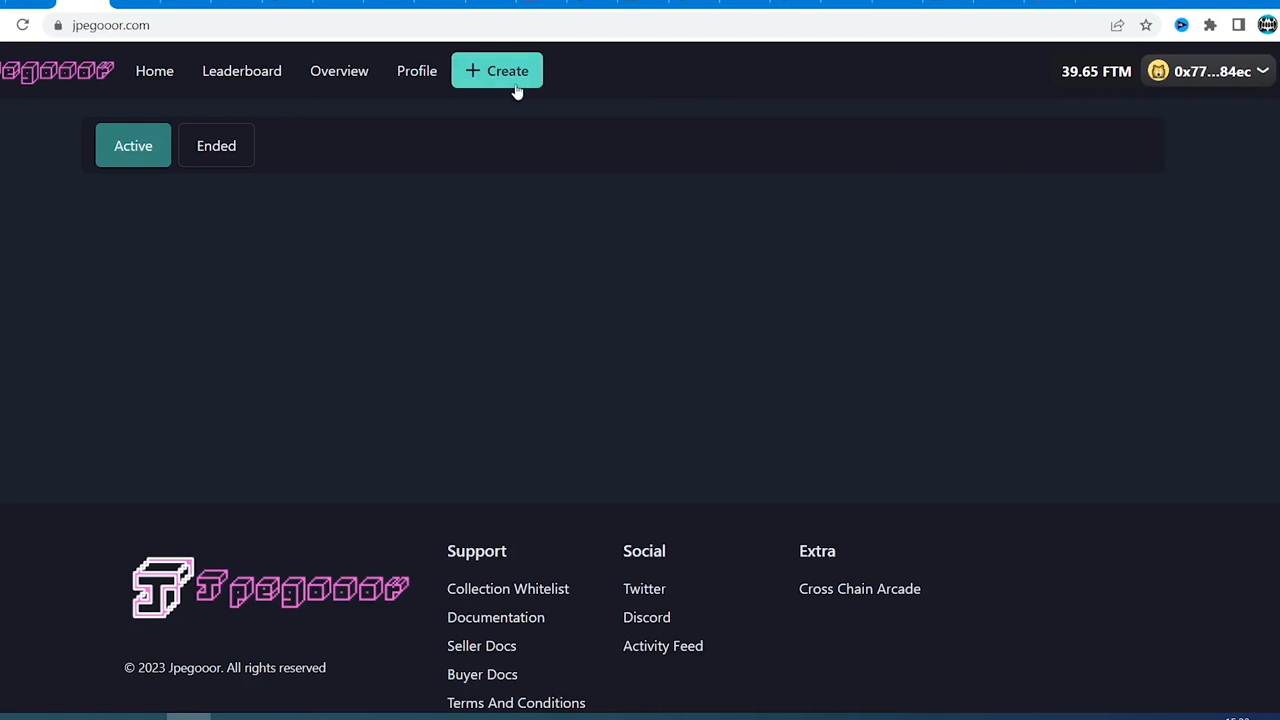 jpegooor.com
Home Leaderboard Overview Profile + Create 39.65 FTM 0x77...84ec
Active Ended
Jpegooor
Support
Collection Whitelist
Documentation
Seller Docs
Buyer Docs
Terms And Conditions
Social
Twitter
Discord
Activity Feed
Extra
Cross Chain Arcade
© 2023 Jpegooor. All rights reserved